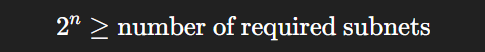 2ⁿ ≥ number of required subnets